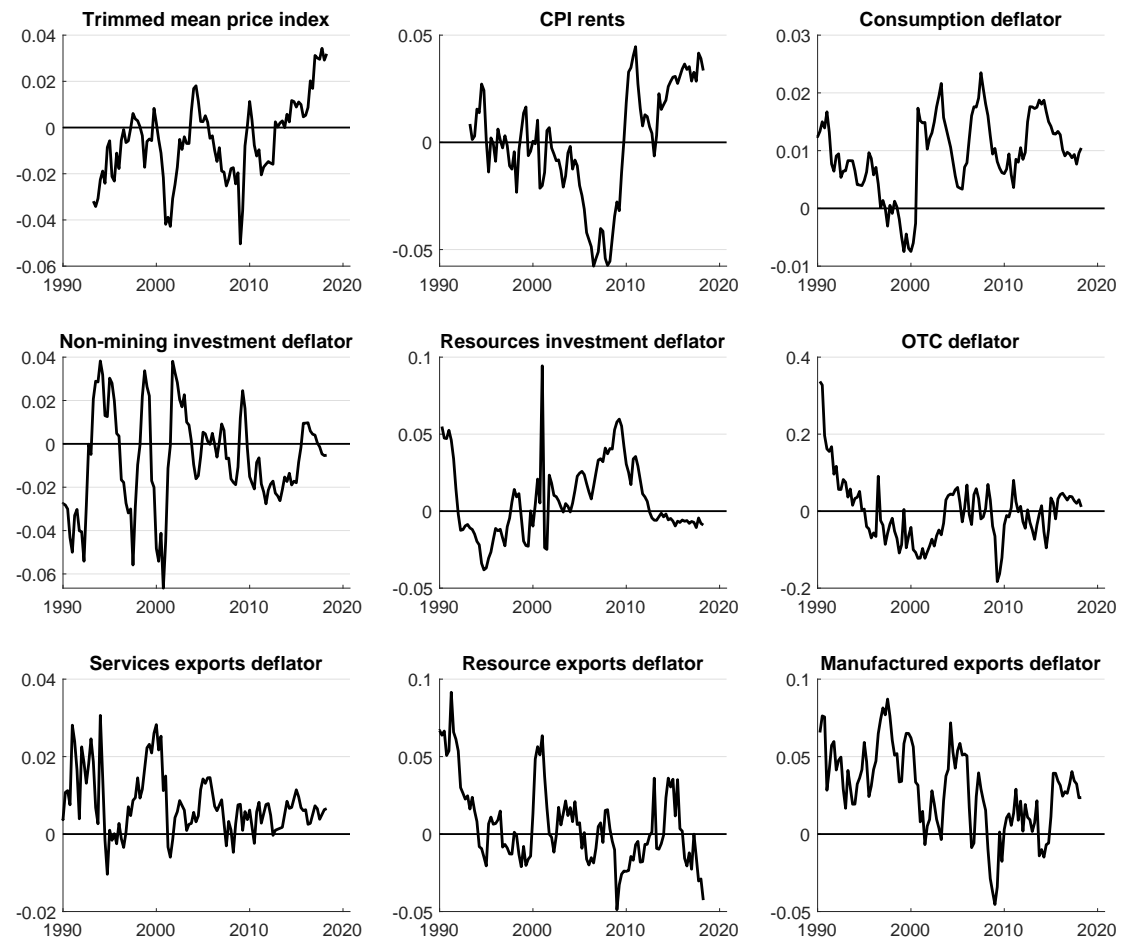 Trimmed mean price index
0.04
0.02
0
-0.02
-0.04
-0.06
1990 2000 2010 2020
CPI rents
0.05
0
-0.05
1990 2000 2010 2020
Consumption deflator
0.03
0.02
0.01
0
-0.01
1990 2000 2010 2020
Non-mining investment deflator
0.04
0.02
0
-0.02
-0.04
-0.06
1990 2000 2010 2020
Resources investment deflator
0.1
0.05
0
-0.05
1990 2000 2010 2020
OTC deflator
0.4
0.2
0
-0.2
1990 2000 2010 2020
Services exports deflator
0.04
0.02
0
-0.02
1990 2000 2010 2020
Resource exports deflator
0.1
0.05
0
-0.05
1990 2000 2010 2020
Manufactured exports deflator
0.1
0.05
0
-0.05
1990 2000 2010 2020